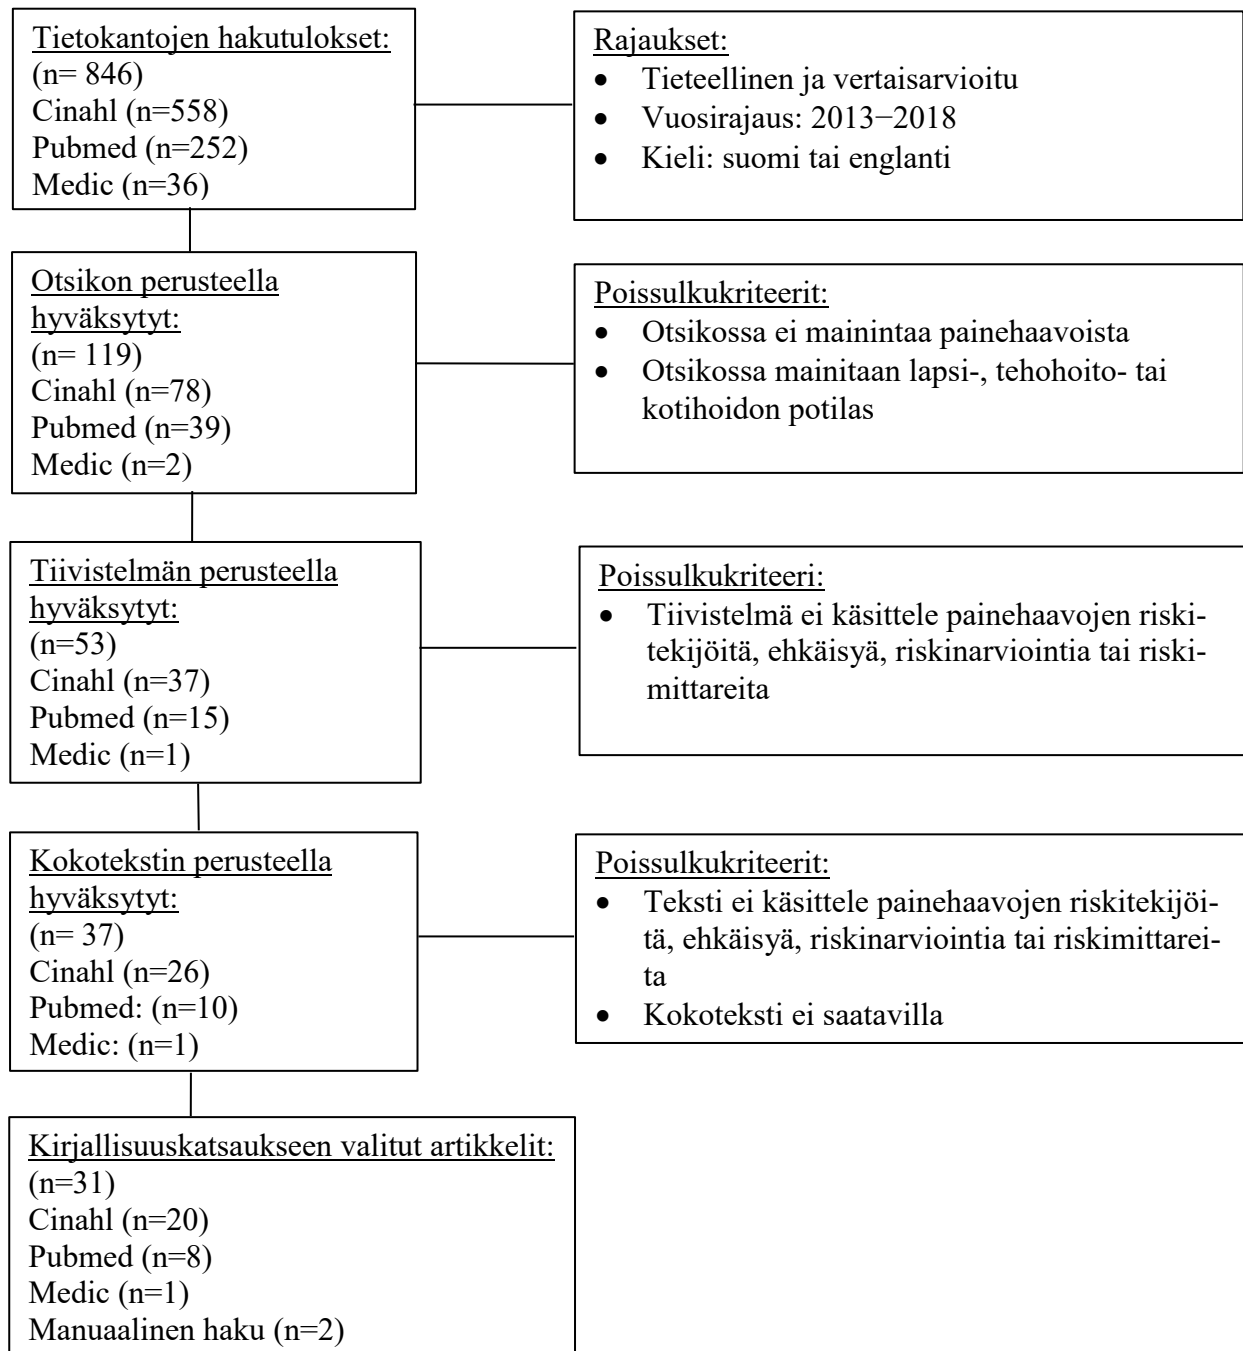 Tietokantojen hakutulokset:
(n= 846)
Cinahl (n=558)
Pubmed (n=252)
Medic (n=36)
Rajaukset:
• Tieteellinen ja vertaisarvioitu
• Vuosirajaus: 2013−2018
• Kieli: suomi tai englanti
Otsikon perusteella
hyväksytyt:
(n= 119)
Cinahl (n=78)
Pubmed (n=39)
Medic (n=2)
Poissulkukriteerit:
• Otsikossa ei mainintaa painehaavoista
• Otsikossa mainitaan lapsi-, tehohoito- tai
kotihoidon potilas
Tiivistelmän perusteella
hyväksytyt:
(n=53)
Cinahl (n=37)
Pubmed (n=15)
Medic (n=1)
Poissulkukriteeri:
• Tiivistelmä ei käsittele painehaavojen riski-
tekijöitä, ehkäisyä, riskinarviointia tai riski-
mittareita
Kokotekstin perusteella
hyväksytyt:
(n= 37)
Cinahl (n=26)
Pubmed: (n=10)
Medic: (n=1)
Poissulkukriteerit:
• Teksti ei käsittele painehaavojen riskitekijöi-
tä, ehkäisyä, riskinarviointia tai riskimittarei-
ta
• Kokoteksti ei saatavilla
Kirjallisuuskatsaukseen valitut artikkelit:
(n=31)
Cinahl (n=20)
Pubmed (n=8)
Medic (n=1)
Manuaalinen haku (n=2)